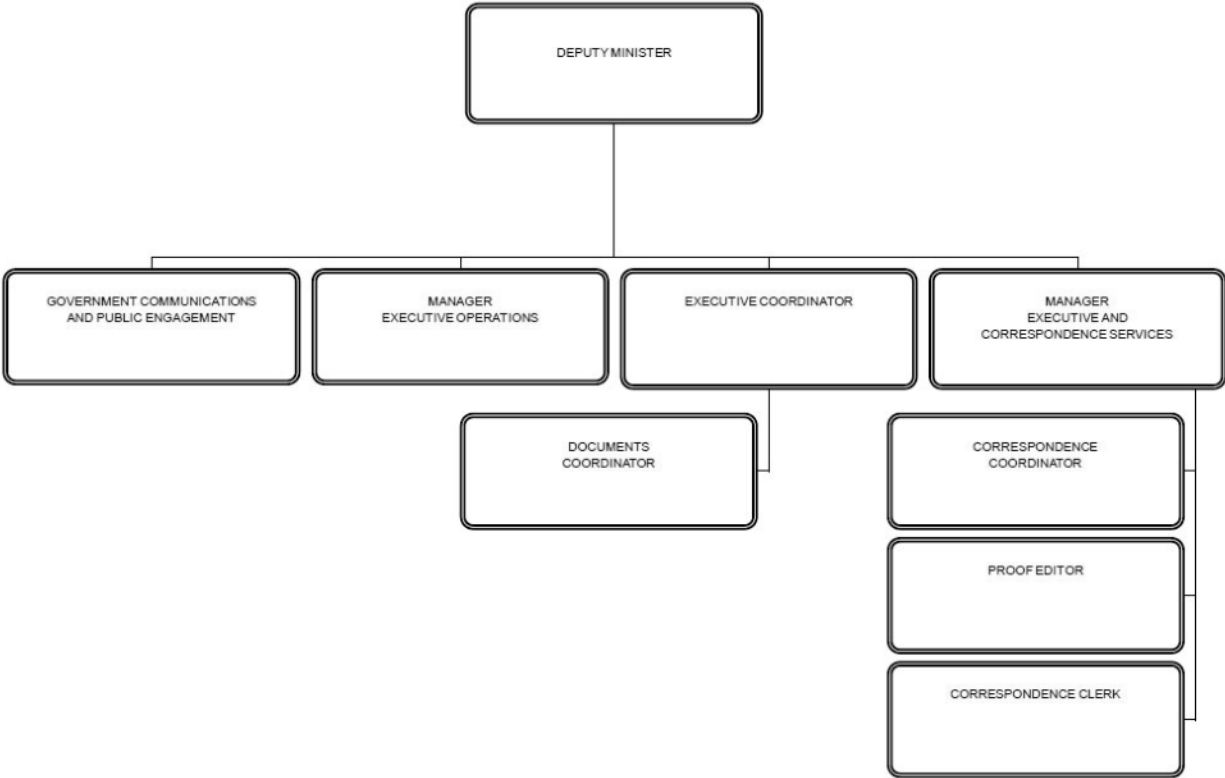 DEPUTY MINISTER
GOVERNMENT COMMUNICATIONS
AND PUBLIC ENGAGEMENT
MANAGER
EXECUTIVE OPERATIONS
EXECUTIVE COORDINATOR
MANAGER
EXECUTIVE AND
CORRESPONDENCE SERVICES
DOCUMENTS
COORDINATOR
CORRESPONDENCE
COORDINATOR
PROOF EDITOR
CORRESPONDENCE CLERK